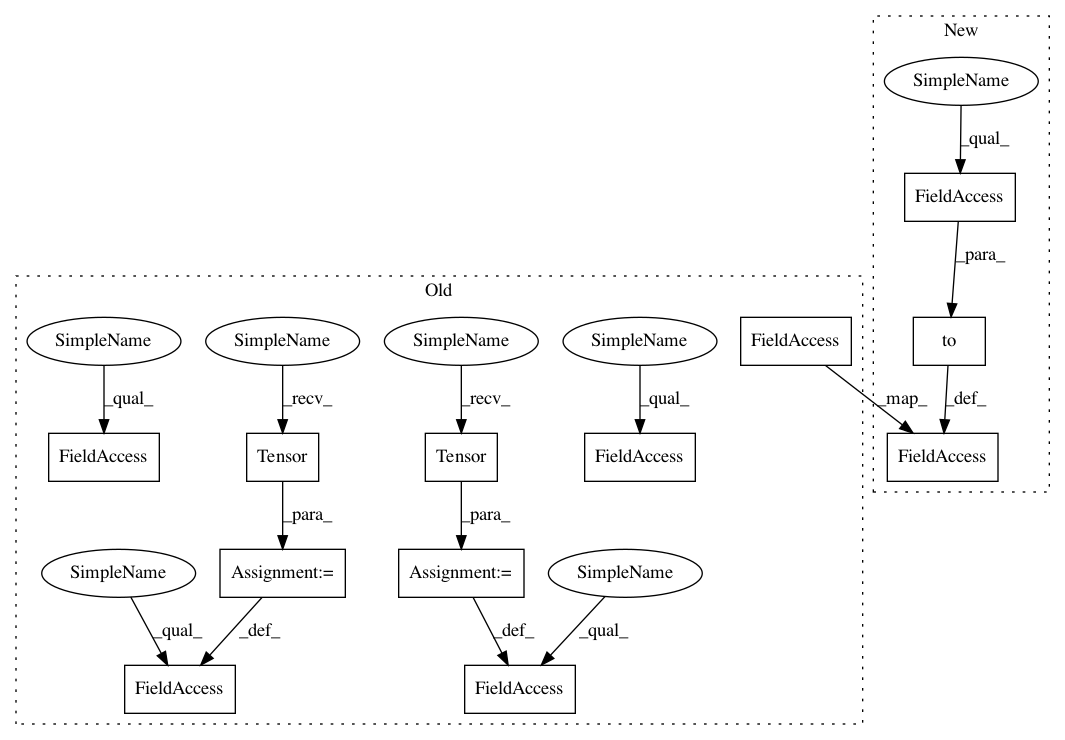 New
SimpleName
_qual_
FieldAccess
_para_
Old
SimpleName
SimpleName
SimpleName
SimpleName
FieldAccess
to
_qual_
_recv_
_recv_
_qual_
_map_
_def_
FieldAccess
Tensor
Tensor
FieldAccess
FieldAccess
_para_
_para_
SimpleName
Assignment:=
Assignment:=
SimpleName
_qual_
_def_
_def_
_qual_
FieldAccess
FieldAccess